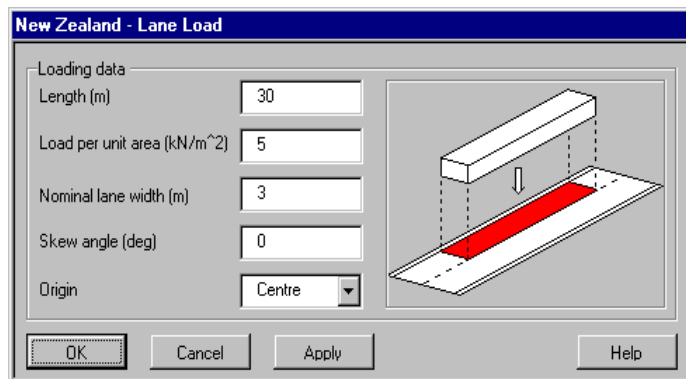 New Zealand - Lane Load
Loading data
Length (m) 30
Load per unit area (kN/m^2) 5
Nominal lane width (m) 3
Skew angle (deg) 0
Origin Centre
OK Cancel Apply Help